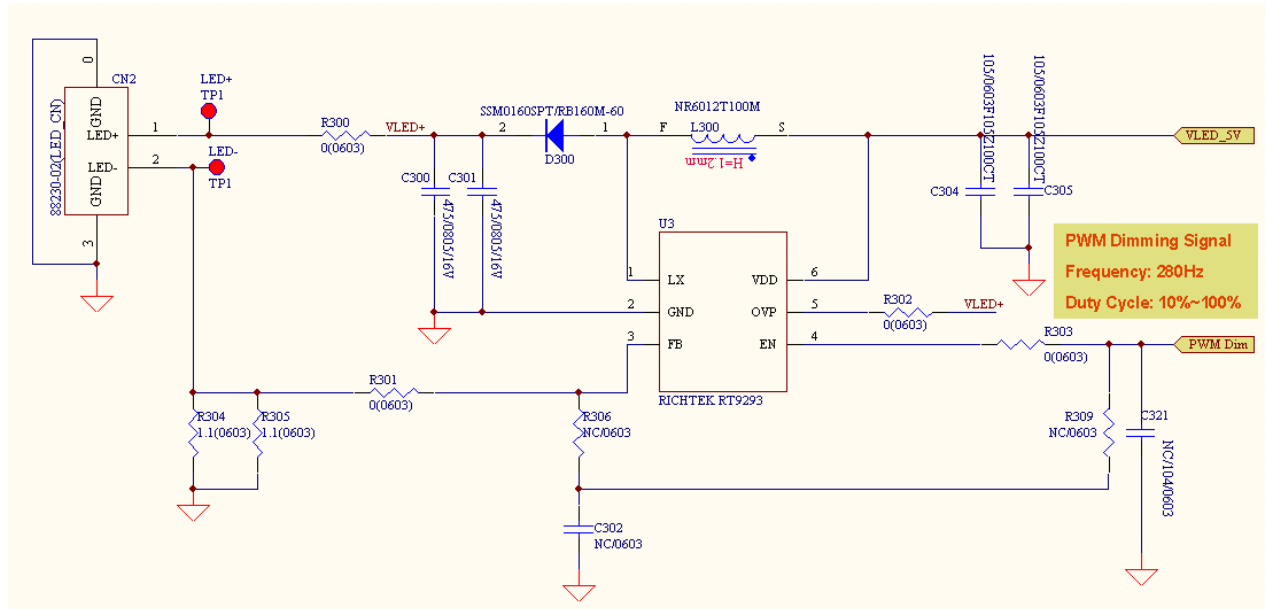 0
CN2
GND
LED+
LED-
GND
88230-02(LED_CN)
3
1
2
LED+
TP1
LED-
TP1
R300
0(0603)
VLED+
SSM0160SPT/RB160M-60
2
1
D300
NR6012T100M
F
L300
S
H=1.2mm
C300
475/0805/16V
C301
475/0805/16V
105/0603F105Z100CT
105/0603F105Z100CT
C304
C305
VLED_5V
PWM Dimming Signal
Frequency: 280Hz
Duty Cycle: 10%~100%
U3
1
LX
VDD
6
2
GND
OVP
5
3
FB
EN
4
RICHTEK RT9293
R302
0(0603)
VLED+
R303
0(0603)
PWM Dim
R301
0(0603)
R304
1.1(0603)
R305
1.1(0603)
R306
NC/0603
R309
NC/0603
C321
NC/104/0603
C302
NC/0603